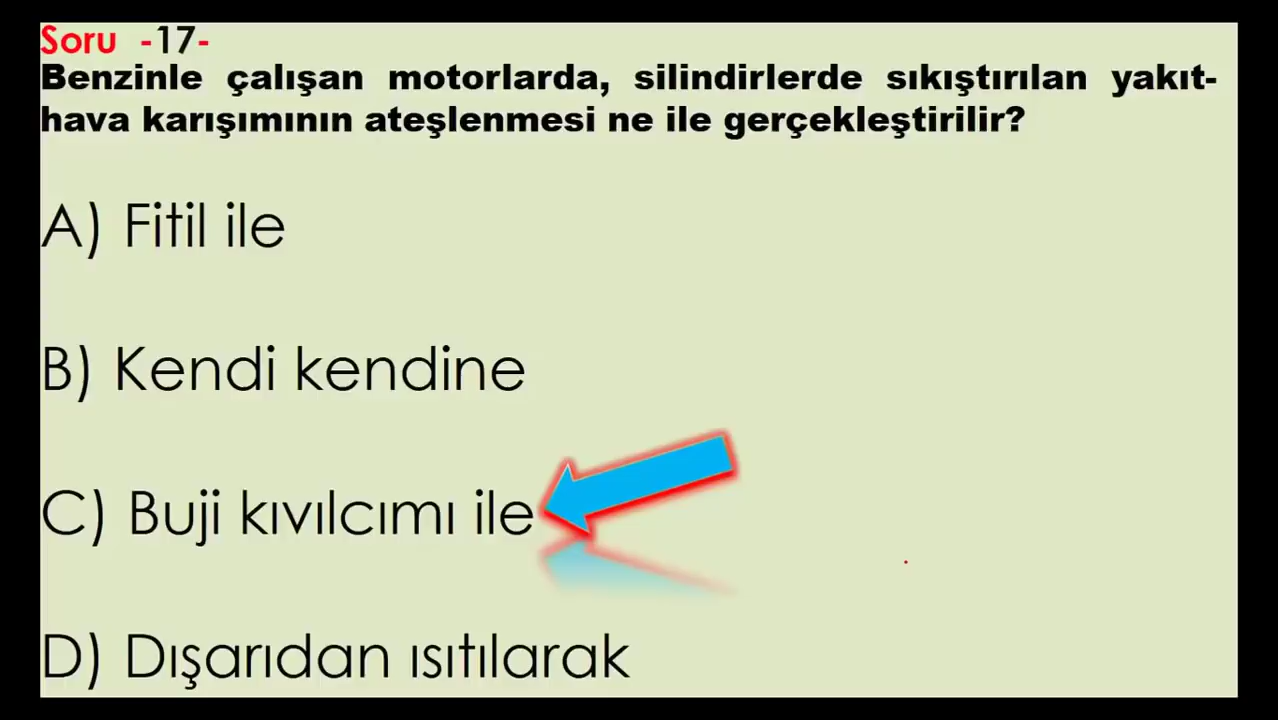 Soru -17-
Benzinle çalışan motorlarda, silindirlerde sıkıştırılan yakıt-
hava karışımının ateşlenmesi ne ile gerçekleştirilir?
A) Fitil ile
B) Kendi kendine
C) Buji kıvılcımı ile
D) Dışarıdan ısıtılarak